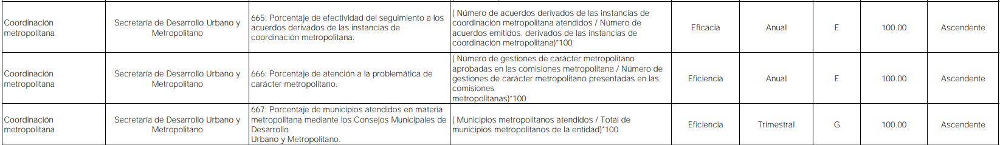 Coordinación
metropolitana
Secretaría de Desarrollo Urbano y
Metropolitano
665: Porcentaje de efectividad del seguimiento a los
acuerdos derivados de las instancias de
coordinación metropolitana.
( Número de acuerdos derivados de las instancias de
coordinación metropolitana atendidos / Número de
acuerdos emitidos, derivados de las instancias de
coordinación metropolitana)*100
Eficacia
Anual
E
100.00
Ascendente
Coordinación
metropolitana
Secretaría de Desarrollo Urbano y
Metropolitano
666: Porcentaje de atención a la problemática de
carácter metropolitano.
( Número de gestiones de carácter metropolitano
aprobadas en las comisiones metropolitana / Número de
gestiones de carácter metropolitano presentadas en las
comisiones
metropolitanas)*100
Eficiencia
Anual
E
100.00
Ascendente
Coordinación
metropolitana
Secretaría de Desarrollo Urbano y
Metropolitano
667: Porcentaje de municipios atendidos en materia
metropolitana mediante los Consejos Municipales de
Desarrollo
Urbano y Metropolitano.
( Municipios metropolitanos atendidos / Total de
municipios metropolitanos de la entidad)*100
Eficiencia
Trimestral
G
100.00
Ascendente